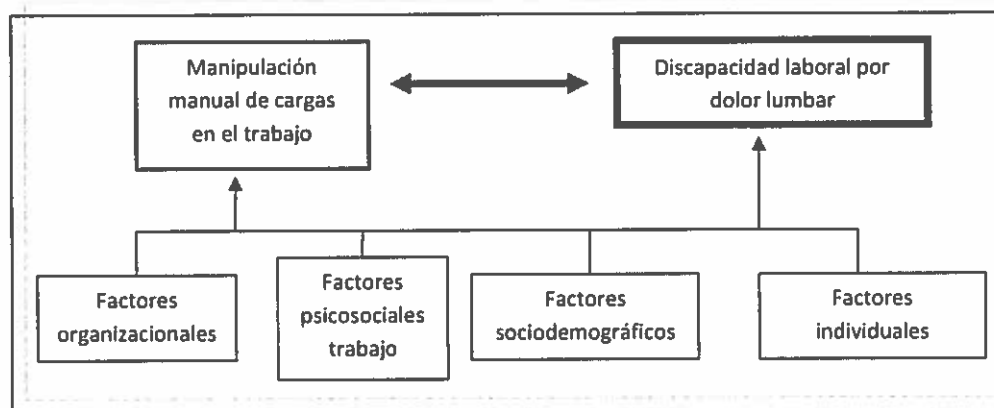 Manipulación
manual de cargas
en el trabajo
Discapacidad laboral por
dolor lumbar
Factores
organizacionales
Factores
psicosociales
trabajo
Factores
sociodemográficos
Factores
individuales